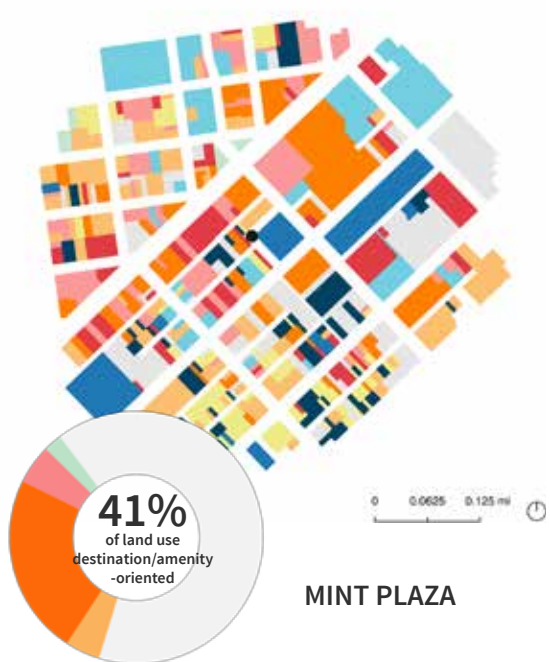 41%
of land use
destination/amenity
-oriented
0 0.0625 0.125 mi
MINT PLAZA